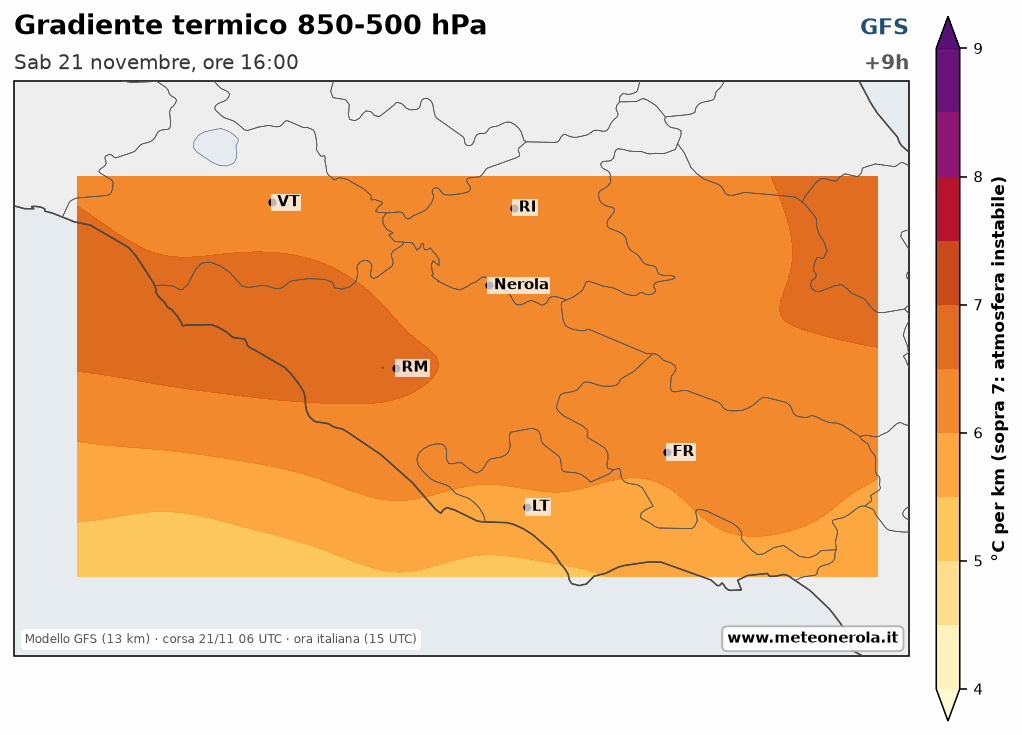 Gradiente termico 850-500 hPa
GFS
Sab 21 novembre, ore 16:00
+9h
VT
RI
Nerola
RM
FR
LT
Modello GFS (13 km) · corsa 21/11 06 UTC · ora italiana (15 UTC)
www.meteonerola.it
9
8
7
6
5
4
°C per km (sopra 7: atmosfera instabile)